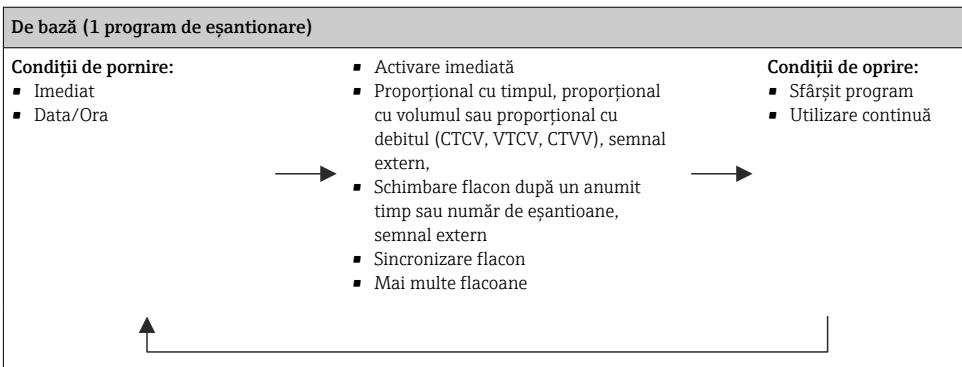 De bază (1 program de eșantionare)
Condiții de pornire:
▪ Imediat
▪ Data/Ora
▪ Activare imediată
▪ Proporțional cu timpul, proporțional
cu volumul sau proporțional cu
debitul (CTCV, VTCV, CTVV), semnal
extern,
▪ Schimbare flacon după un anumit
timp sau număr de eșantioane,
semnal extern
▪ Sincronizare flacon
▪ Mai multe flacoane
Condiții de oprire:
▪ Sfârșit program
▪ Utilizare continuă